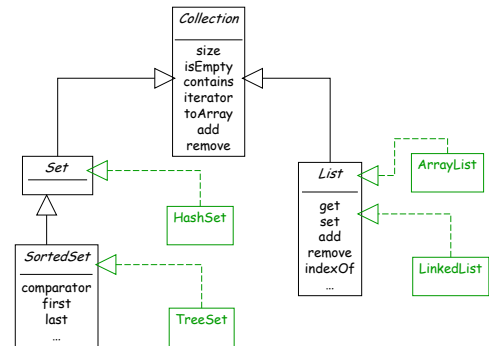 Collection
size
isEmpty
contains
iterator
toArray
add
remove
Set
HashSet
SortedSet
comparator
first
last
…
TreeSet
List
get
set
add
remove
indexOf
…
ArrayList
LinkedList